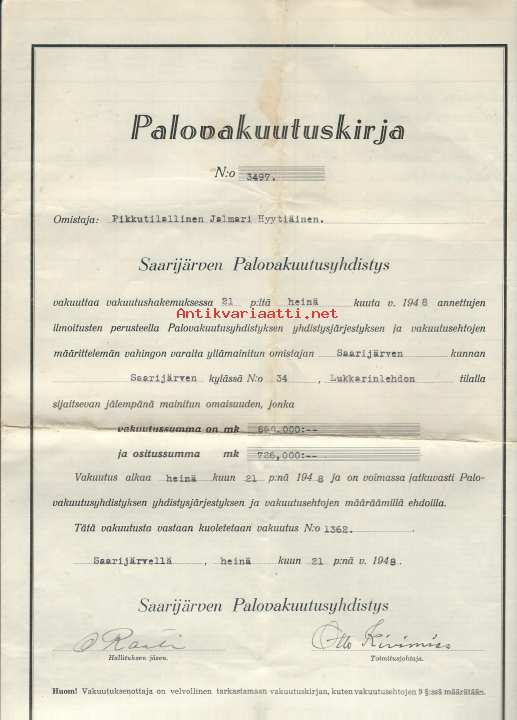 Palovakuutuskirja
N:o 3497.
Omistaja: Pikkutilallinen Jalmari Hyytiäinen.
Saarijärven Palovakuutusyhdistys
vakuuttaa vakuutushakemuksessa 21 p:ltä heinä kuuta v. 1948 annettujen
Antikvariaatti.net
ilmoitusten perusteella Palovakuutusyhdistyksen yhdistysjärjestyksen ja vakuutusehtojen
määrittelemän vahingon varalta yllämainitun omistajan Saarijärven kunnan
Saarijärven kylässä N:o 34 , Lukkarinlehdon tilalla
sijaitsevan jälempänä mainitun omaisuuden, jonka
vakuutussumma on mk 000:--
ja ositussumma mk 726,000:--
Vakuutus alkaa heinä kuun 21 p:nä 1948 ja on voimassa jatkuvasti Palo-
vakuutusyhdistyksen yhdistysjärjestyksen ja vakuutusehtojen määräämillä ehdoilla.
Tätä vakuutusta vastaan kuoletetaan vakuutus N:o 1362.
Saarijärvellä , heinä kuun 21 p:nä v. 1948.
Saarijärven Palovakuutusyhdistys
Otto Kivimies
Hallituksen jäsen. Toimitusjohtaja.
Huom! Vakuutuksenottaja on velvollinen tarkastamaan vakuutuskirjan, kuten vakuutusehtojen 9 §:ssä määrätään.